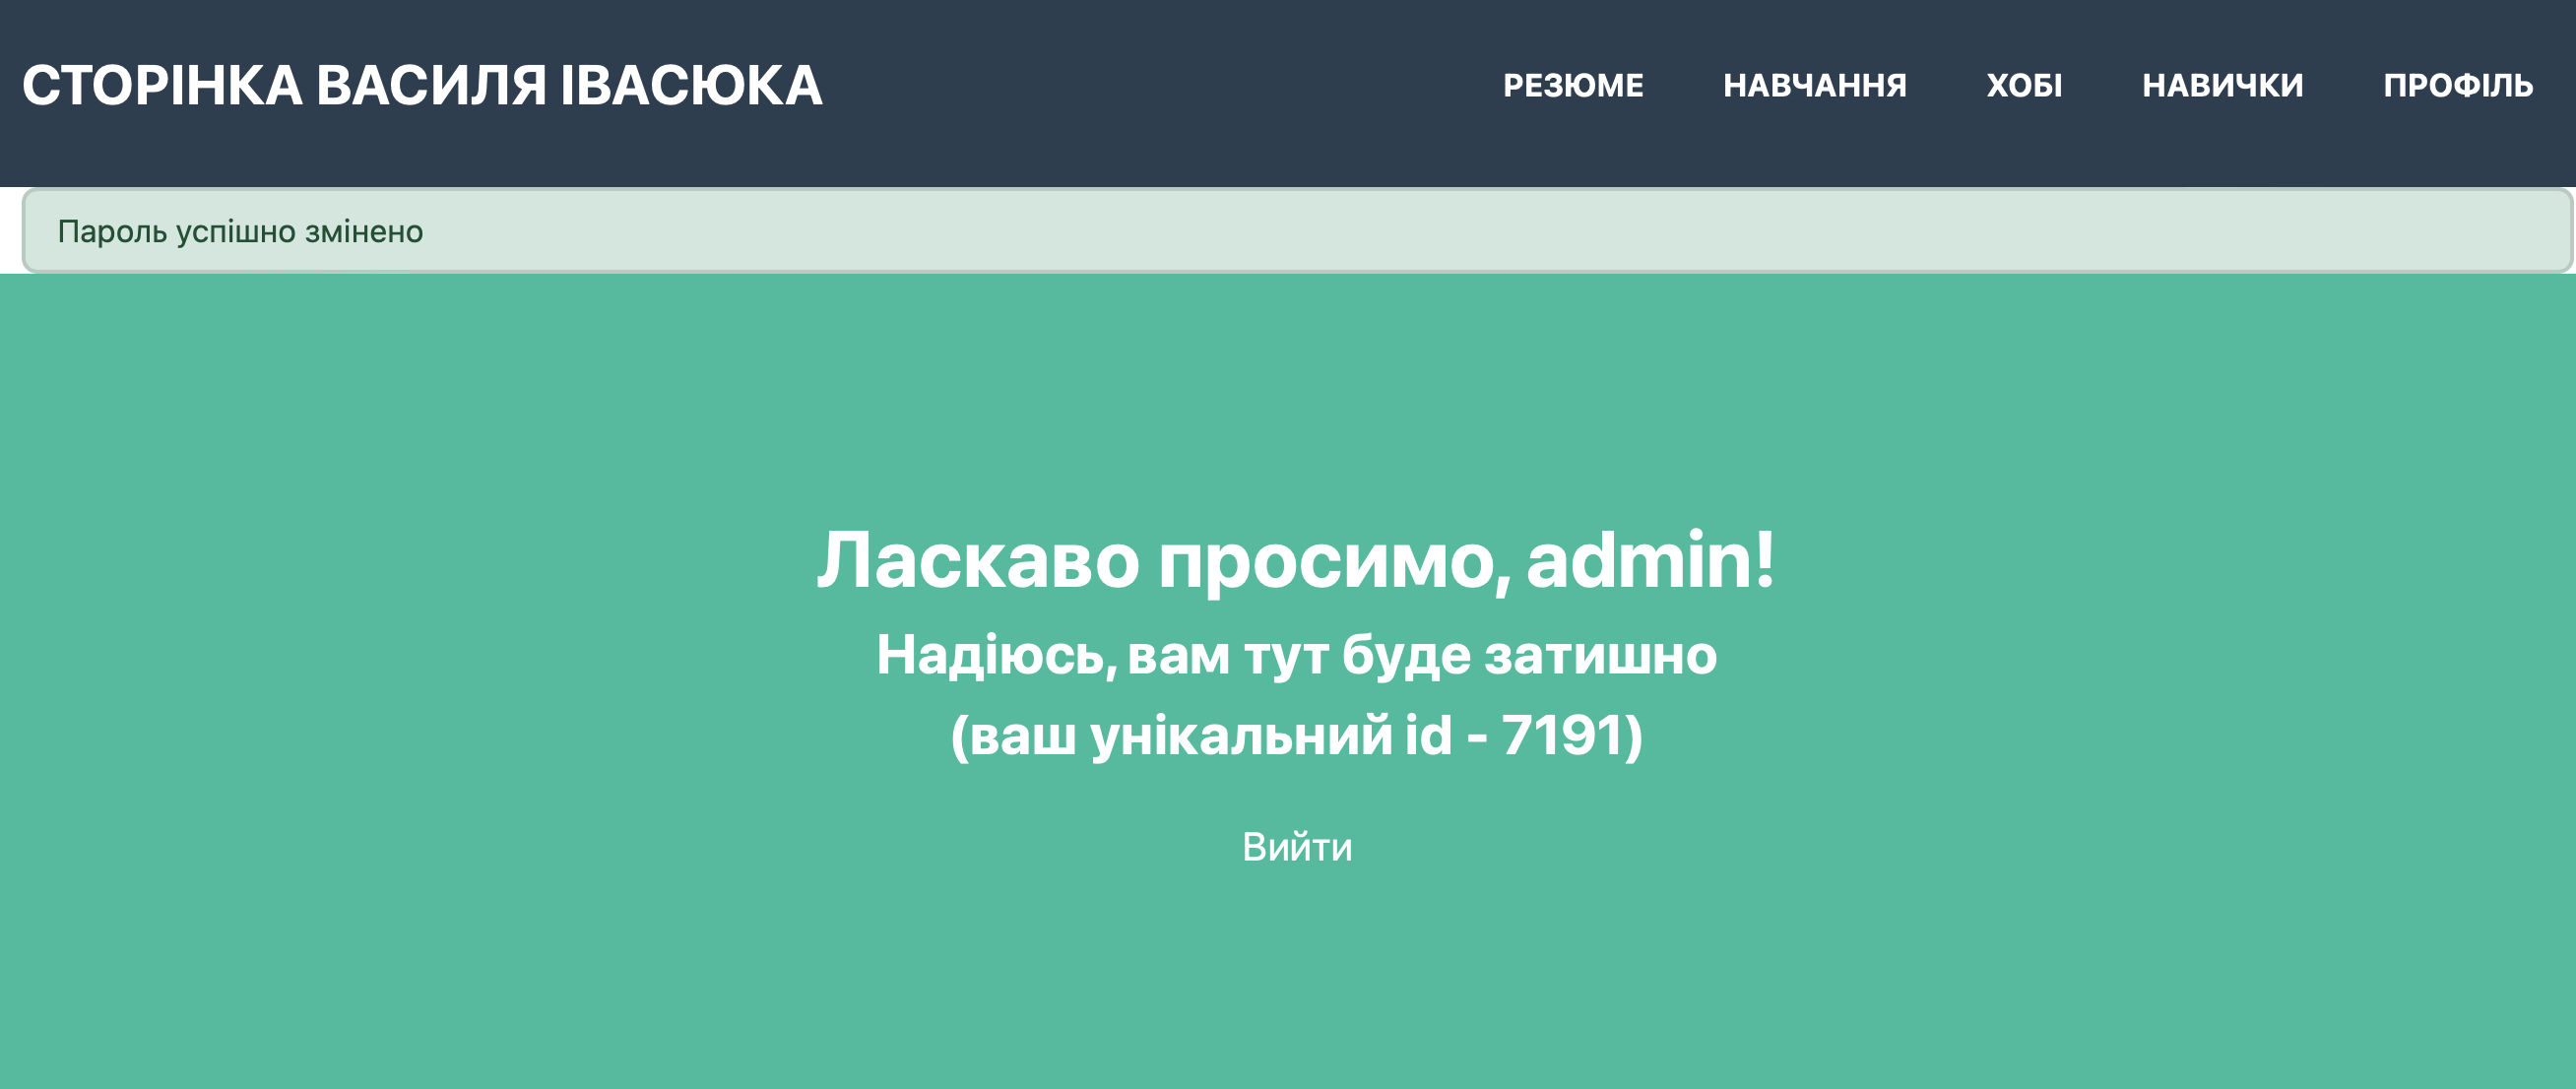 СТОРІНКА ВАСИЛЯ ІВАСЮКА
РЕЗЮМЕ НАВЧАННЯ ХОБІ НАВИЧКИ ПРОФІЛЬ
Пароль успішно змінено
Ласкаво просимо, admin!
Надіюсь, вам тут буде затишно
(ваш унікальний id - 7191)
Вийти